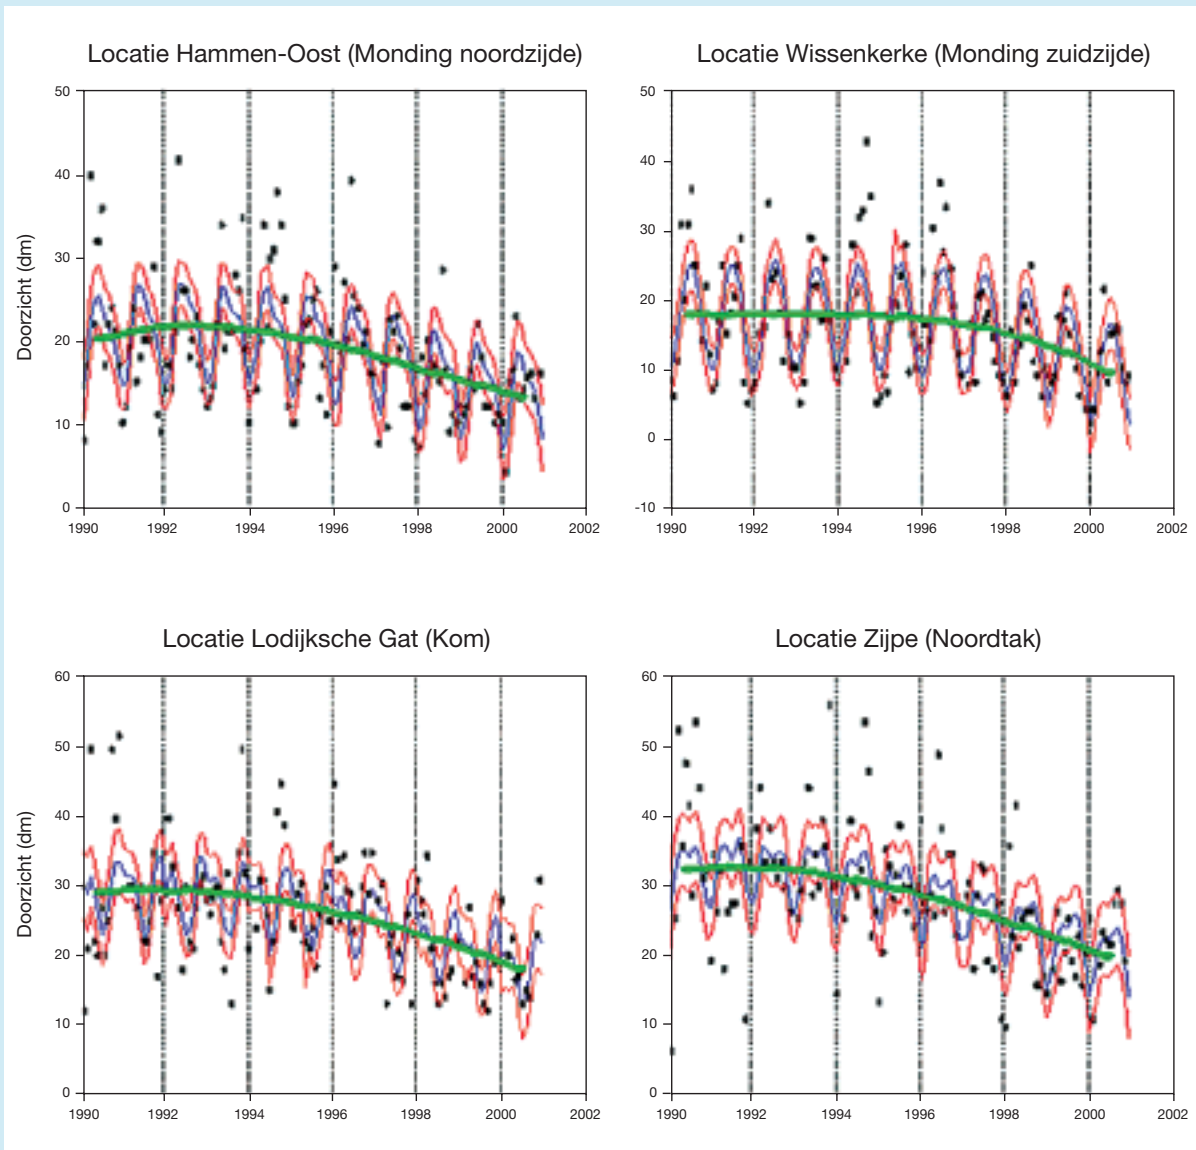 Locatie Hammen-Oost (Monding noordzijde)
Doorzicht (dm)
50
40
30
20
10
0
1990 1992 1994 1996 1998 2000 2002
Locatie Wissenkerke (Monding zuidzijde)
50
40
30
20
10
0
-10
1990 1992 1994 1996 1998 2000 2002
Locatie Lodijksche Gat (Kom)
Doorzicht (dm)
60
50
40
30
20
10
0
1990 1992 1994 1996 1998 2000 2002
Locatie Zijpe (Noordtak)
60
50
40
30
20
10
0
1990 1992 1994 1996 1998 2000 2002